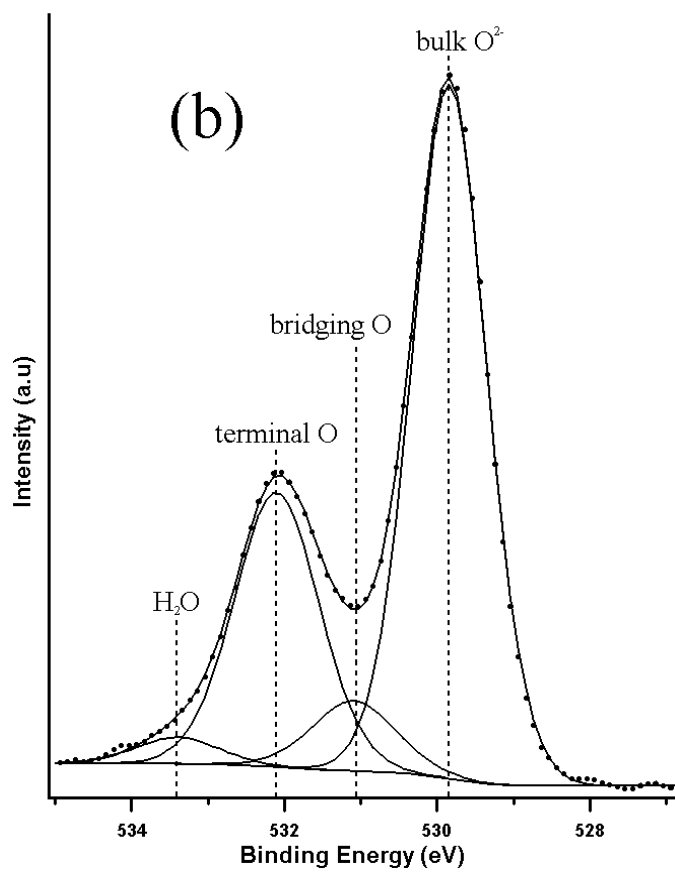 bulk O²⁻
(b)
bridging O
terminal O
H₂O
Intensity (a.u)
534 532 530 528
Binding Energy (eV)